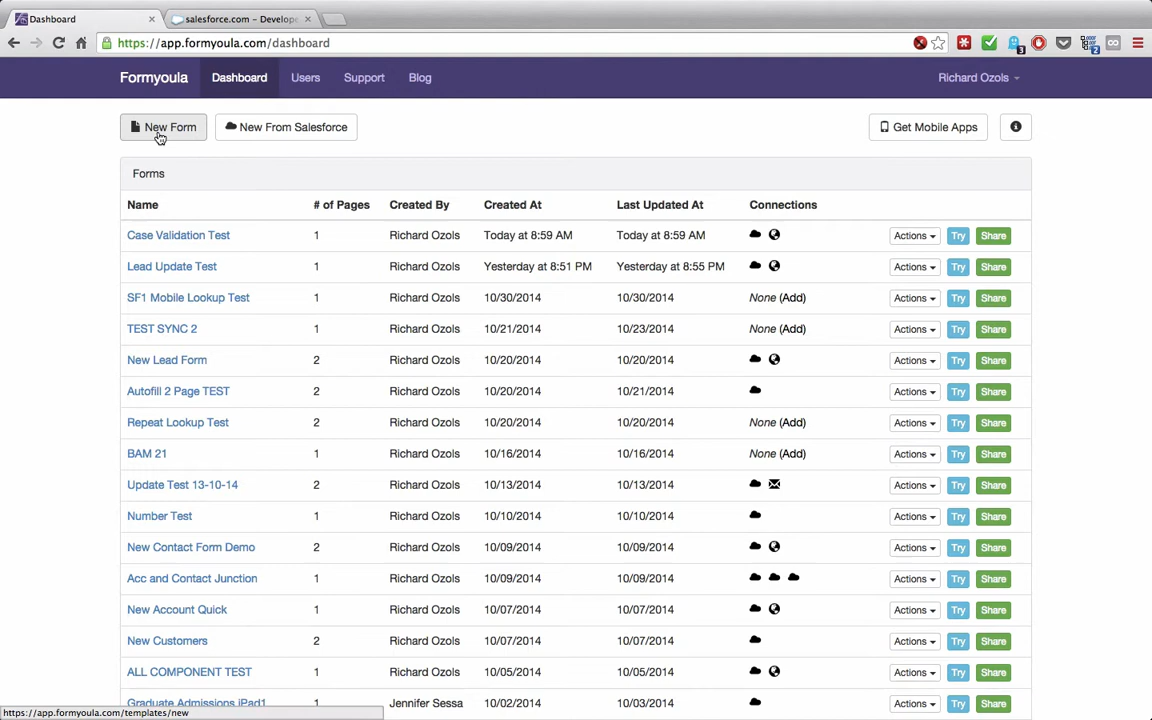 Dashboard
salesforce.com - Develope
https://app.formyoula.com/dashboard
3
2
Formyoula Dashboard Users Support Blog Richard Ozols
New Form New From Salesforce Get Mobile Apps
Forms
Name # of Pages Created By Created At Last Updated At Connections
Case Validation Test 1 Richard Ozols Today at 8:59 AM Today at 8:59 AM Actions Try Share
Lead Update Test 1 Richard Ozols Yesterday at 8:51 PM Yesterday at 8:55 PM Actions Try Share
SF1 Mobile Lookup Test 1 Richard Ozols 10/30/2014 10/30/2014 None (Add) Actions Try Share
TEST SYNC 2 1 Richard Ozols 10/21/2014 10/23/2014 None (Add) Actions Try Share
New Lead Form 2 Richard Ozols 10/20/2014 10/20/2014 Actions Try Share
Autofill 2 Page TEST 2 Richard Ozols 10/20/2014 10/21/2014 Actions Try Share
Repeat Lookup Test 2 Richard Ozols 10/20/2014 10/20/2014 None (Add) Actions Try Share
BAM 21 1 Richard Ozols 10/16/2014 10/16/2014 None (Add) Actions Try Share
Update Test 13-10-14 2 Richard Ozols 10/13/2014 10/13/2014 Actions Try Share
Number Test 1 Richard Ozols 10/10/2014 10/10/2014 Actions Try Share
New Contact Form Demo 2 Richard Ozols 10/09/2014 10/09/2014 Actions Try Share
Acc and Contact Junction 1 Richard Ozols 10/09/2014 10/09/2014 Actions Try Share
New Account Quick 1 Richard Ozols 10/07/2014 10/07/2014 Actions Try Share
New Customers 2 Richard Ozols 10/07/2014 10/07/2014 Actions Try Share
ALL COMPONENT TEST 1 Richard Ozols 10/05/2014 10/05/2014 Actions Try Share
Graduate Admissions iPad1 1 Jennifer Sessa 10/02/2014 10/03/2014 Actions Try Share
https://app.formyoula.com/templates/new